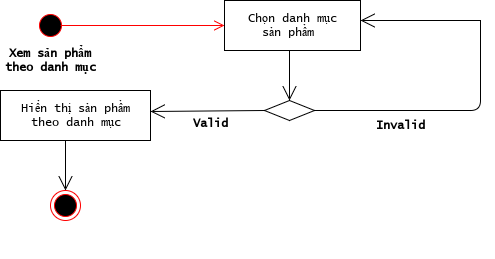 Chọn danh mục
sản phẩm
Xem sản phẩm
theo danh mục
Hiển thị sản phẩm
theo danh mục
Valid
Invalid